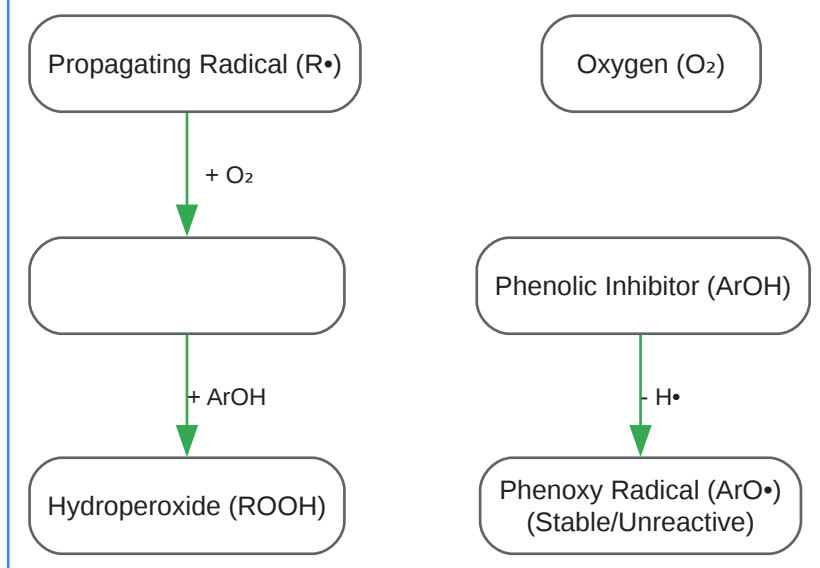 Propagating Radical (R•)
Oxygen (O₂)
+ O₂
Phenolic Inhibitor (ArOH)
+ ArOH
- H•
Hydroperoxide (ROOH)
Phenoxy Radical (ArO•)
(Stable/Unreactive)